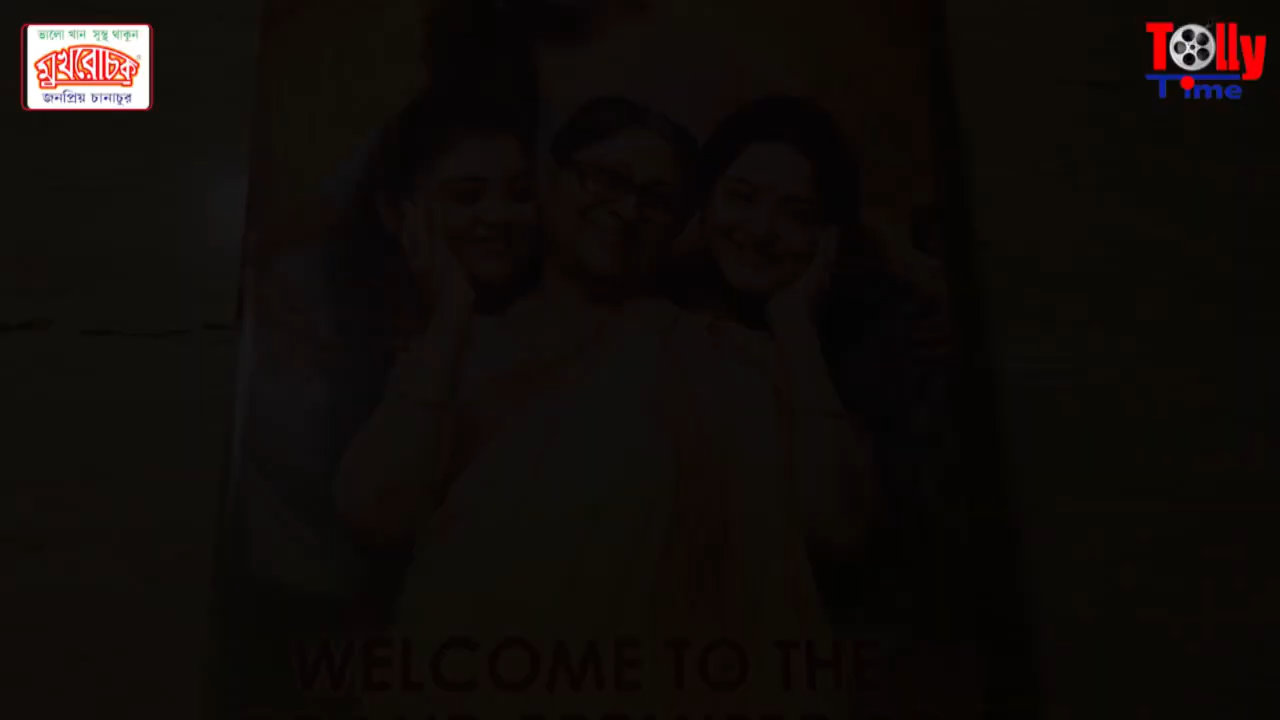 ভালো খান সুস্থ থাকুন
মুখরোচক
জনপ্রিয় চানাচুর
Tolly
Time
WELCOME TO THE